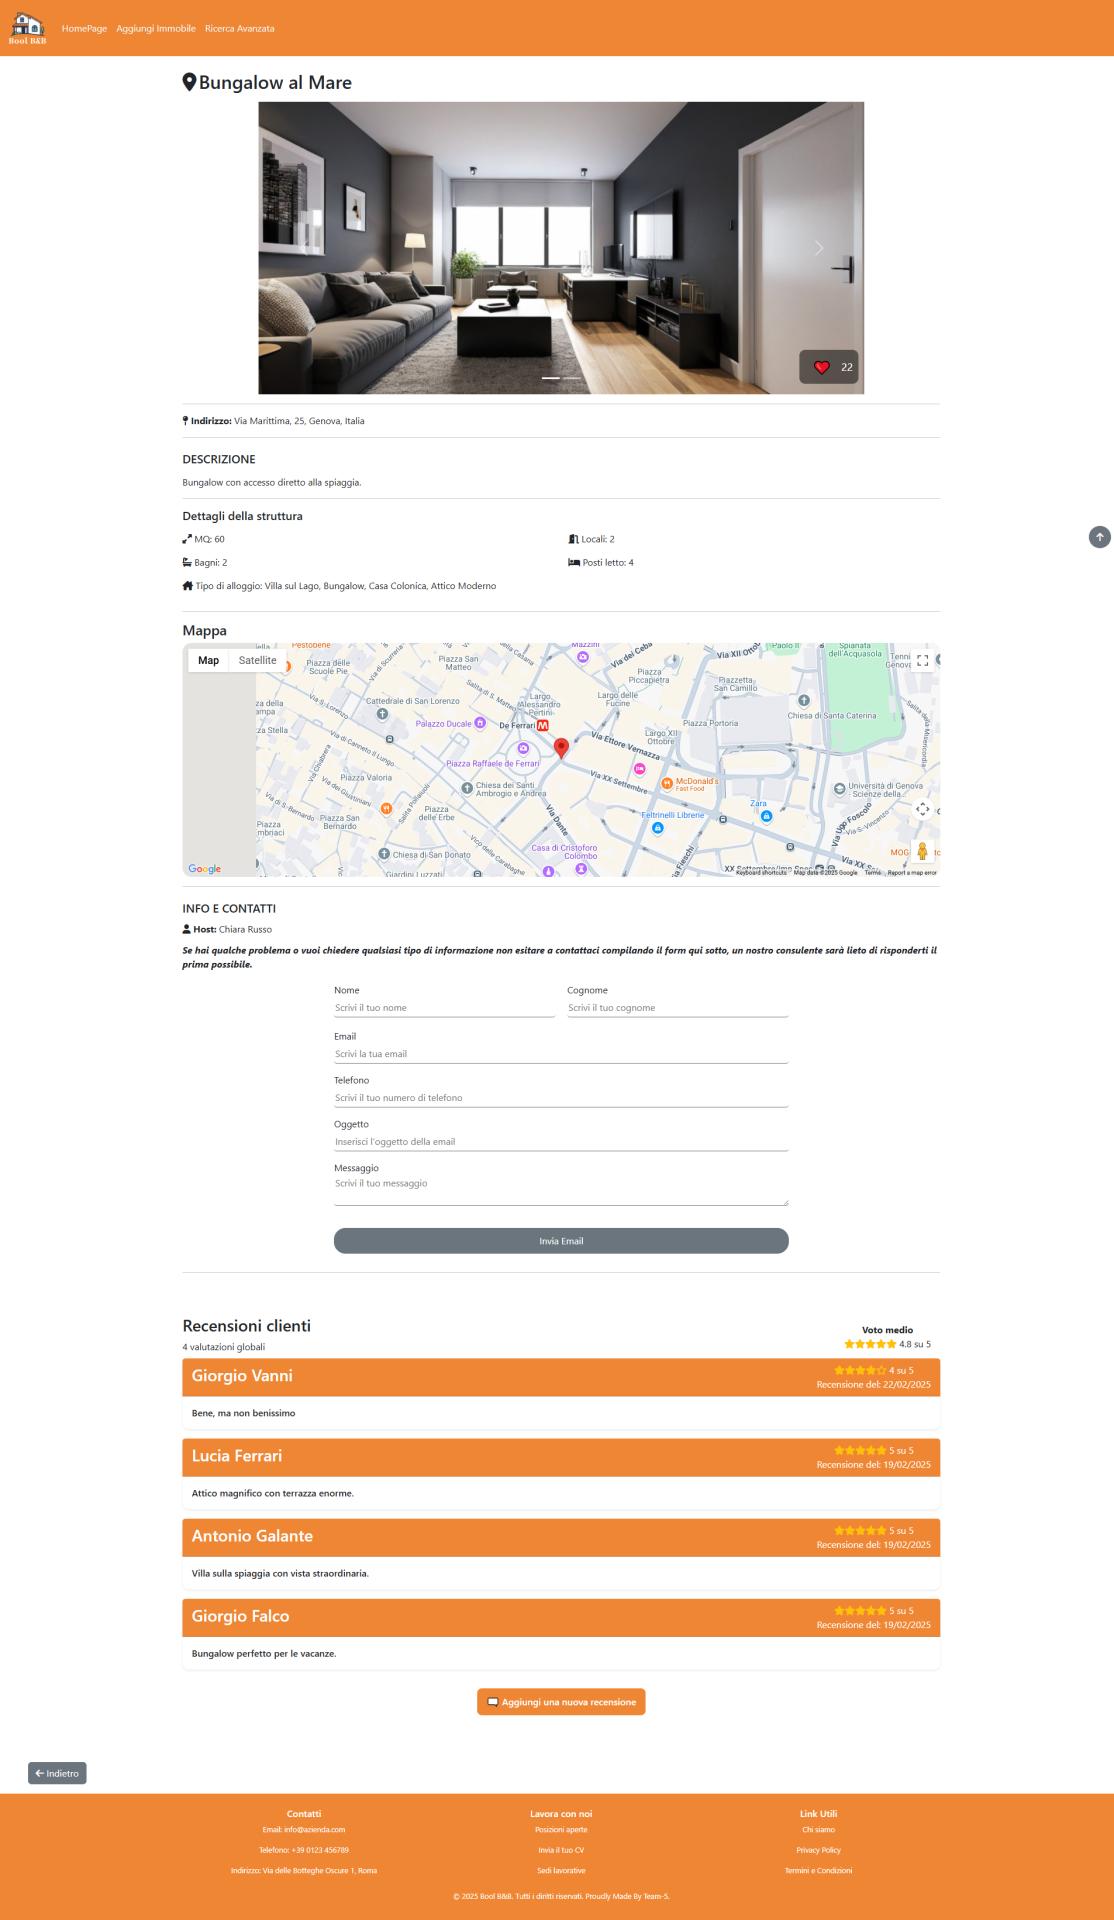 Bool B&B
HomePage Aggiungi Immobile Ricerca Avanzata
Bungalow al Mare
22
Indirizzo: Via Marittima, 25, Genova, Italia
DESCRIZIONE
Bungalow con accesso diretto alla spiaggia.
Dettagli della struttura
MQ: 60
Locali: 2
Bagni: 2
Posti letto: 4
Tipo di alloggio: Villa sul Lago, Bungalow, Casa Colonica, Attico Moderno
Mappa
Map Satellite
Piazza delle
Scuole Pie
Piazza San
Matteo
Piazza
Piccapietra
Piazzetta
San Camillo
Spianata
dell'Acquasola
Cattedrale di San Lorenzo
Largo
Alessandro
Pertini
Largo delle
Fucine
Chiesa di Santa Caterina
Palazzo Ducale
De Ferrari
Piazza Portoria
Largo XII
Ottobre
Via Ettore Vernazza
Piazza Raffaele de Ferrari
Via XX Settembre
Piazza Valoria
Chiesa dei Santi
Ambrogio e Andrea
McDonald's
Fast Food
Università di Genova
- Scienze della...
Zara
Feltrinelli Librerie
Piazza San
Bernardo
Piazza
delle Erbe
Via Dante
Via Ugo Foscolo
Casa di Cristoforo
Colombo
Chiesa di San Donato
Via Fieschi
Giardini Luzzati
Google
Keyboard shortcuts Map data ©2025 Google Terms Report a map error
INFO E CONTATTI
Host: Chiara Russo
Se hai qualche problema o vuoi chiedere qualsiasi tipo di informazione non esitare a contattaci compilando il form qui sotto, un nostro consulente sarà lieto di risponderti il
prima possibile.
Nome
Scrivi il tuo nome
Cognome
Scrivi il tuo cognome
Email
Scrivi la tua email
Telefono
Scrivi il tuo numero di telefono
Oggetto
Inserisci l'oggetto della email
Messaggio
Scrivi il tuo messaggio
Invia Email
Recensioni clienti
4 valutazioni globali
Voto medio
4.8 su 5
Giorgio Vanni
4 su 5
Recensione del: 22/02/2025
Bene, ma non benissimo
Lucia Ferrari
5 su 5
Recensione del: 19/02/2025
Attico magnifico con terrazza enorme.
Antonio Galante
5 su 5
Recensione del: 19/02/2025
Villa sulla spiaggia con vista straordinaria.
Giorgio Falco
5 su 5
Recensione del: 19/02/2025
Bungalow perfetto per le vacanze.
Aggiungi una nuova recensione
Indietro
Contatti
Email: info@azienda.com
Telefono: +39 0123 456789
Indirizzo: Via delle Botteghe Oscure 1, Roma
Lavora con noi
Posizioni aperte
Invia il tuo CV
Sedi lavorative
Link Utili
Chi siamo
Privacy Policy
Termini e Condizioni
© 2025 Bool B&B. Tutti i diritti riservati. Proudly Made By Team-5.